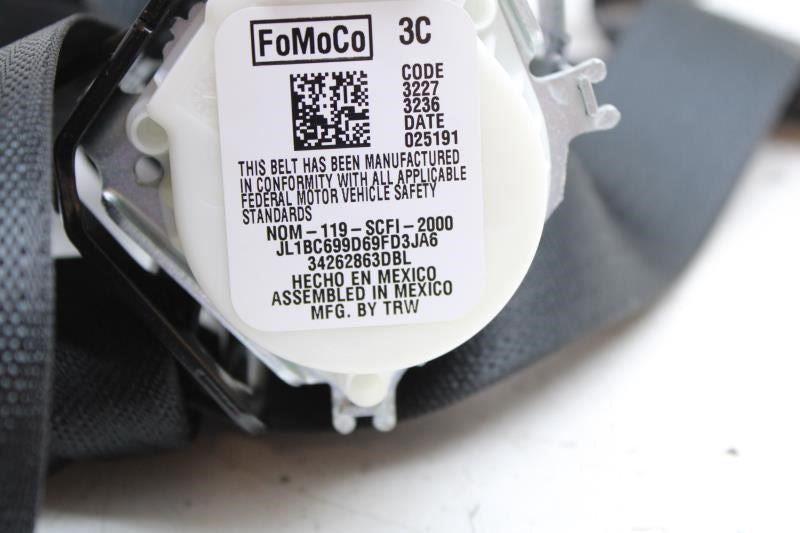 FoMoCo 3C
CODE
3227
3236
DATE
025191
THIS BELT HAS BEEN MANUFACTURED
IN CONFORMITY WITH ALL APPLICABLE
FEDERAL MOTOR VEHICLE SAFETY
STANDARDS
NOM-119-SCFI-2000
JL1BC699D69FD3JA6
34262863DBL
HECHO EN MEXICO
ASSEMBLED IN MEXICO
MFG. BY TRW